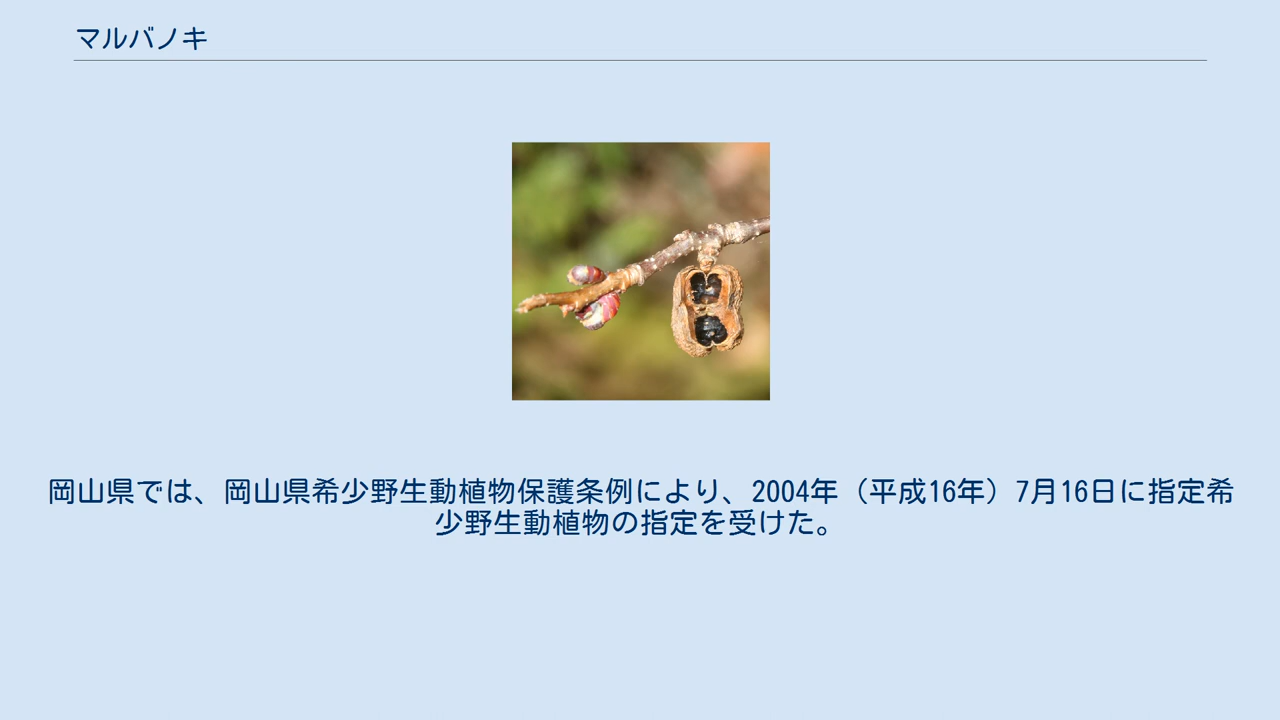 マルバノキ
岡山県では、岡山県希少野生動植物保護条例により、2004年（平成16年）7月16日に指定希
少野生動植物の指定を受けた。